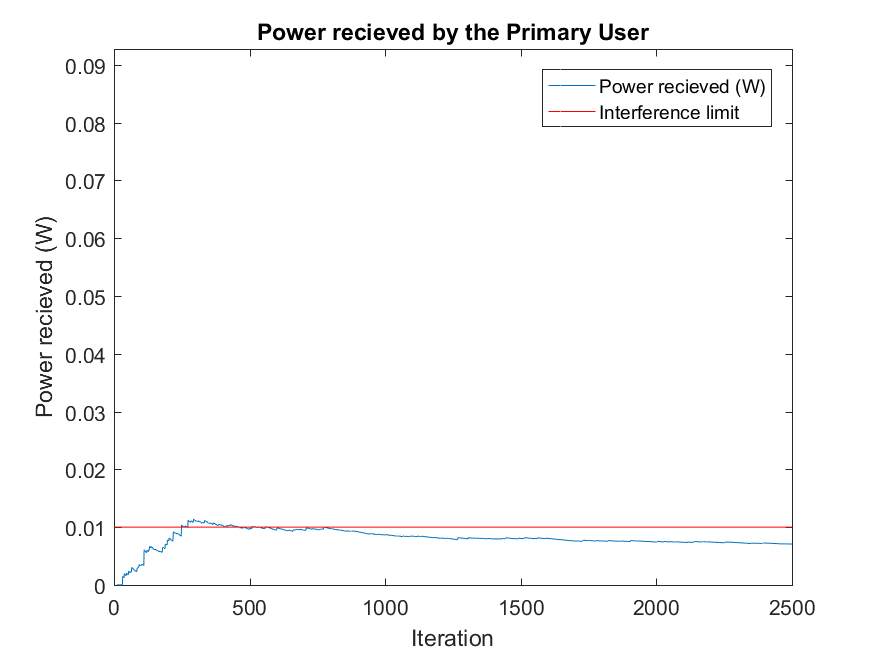 Power recieved by the Primary User
Power recieved (W)
Interference limit
0.09
0.08
0.07
0.06
0.05
0.04
0.03
0.02
0.01
0
Power recieved (W)
0 500 1000 1500 2000 2500
Iteration